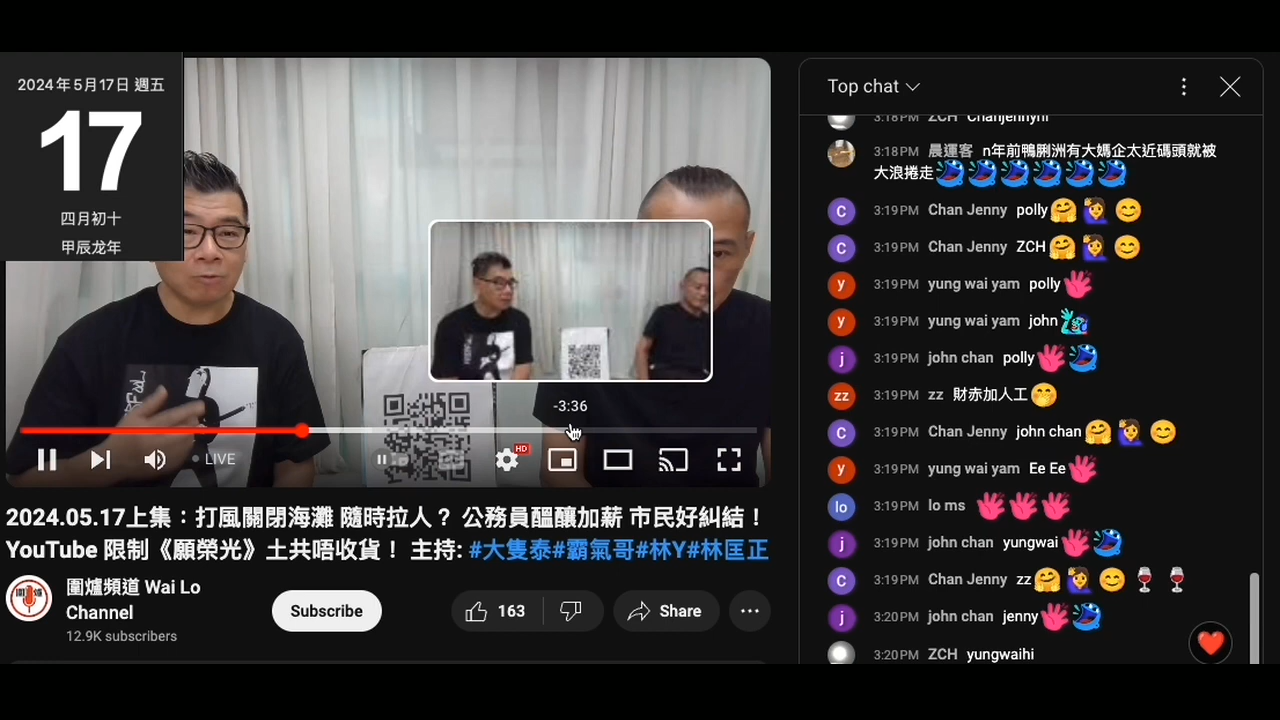 2024年5月17日 週五
17
四月初十
甲辰龙年
-3:36
LIVE
HD
2024.05.17上集：打風關閉海灘 隨時拉人？ 公務員醞釀加薪 市民好糾結！
YouTube 限制《願榮光》土共唔收貨！ 主持: #大隻泰#霸氣哥#林Y#林匡正
圍爐頻道 Wai Lo
Channel
12.9K subscribers
Subscribe
163
Share
Top chat
3:18PM ZCH Chanjennyhi
3:18PM 晨運客 n年前鴨脷洲有大媽企太近碼頭就被
大浪捲走
C 3:19PM Chan Jenny polly
C 3:19PM Chan Jenny ZCH
y 3:19PM yung wai yam polly
y 3:19PM yung wai yam john
j 3:19PM john chan polly
zz 3:19PM zz 財赤加人工
C 3:19PM Chan Jenny john chan
y 3:19PM yung wai yam Ee Ee
lo 3:19PM lo ms
j 3:19PM john chan yungwai
C 3:19PM Chan Jenny zz
j 3:20PM john chan jenny
3:20PM ZCH yungwaihi